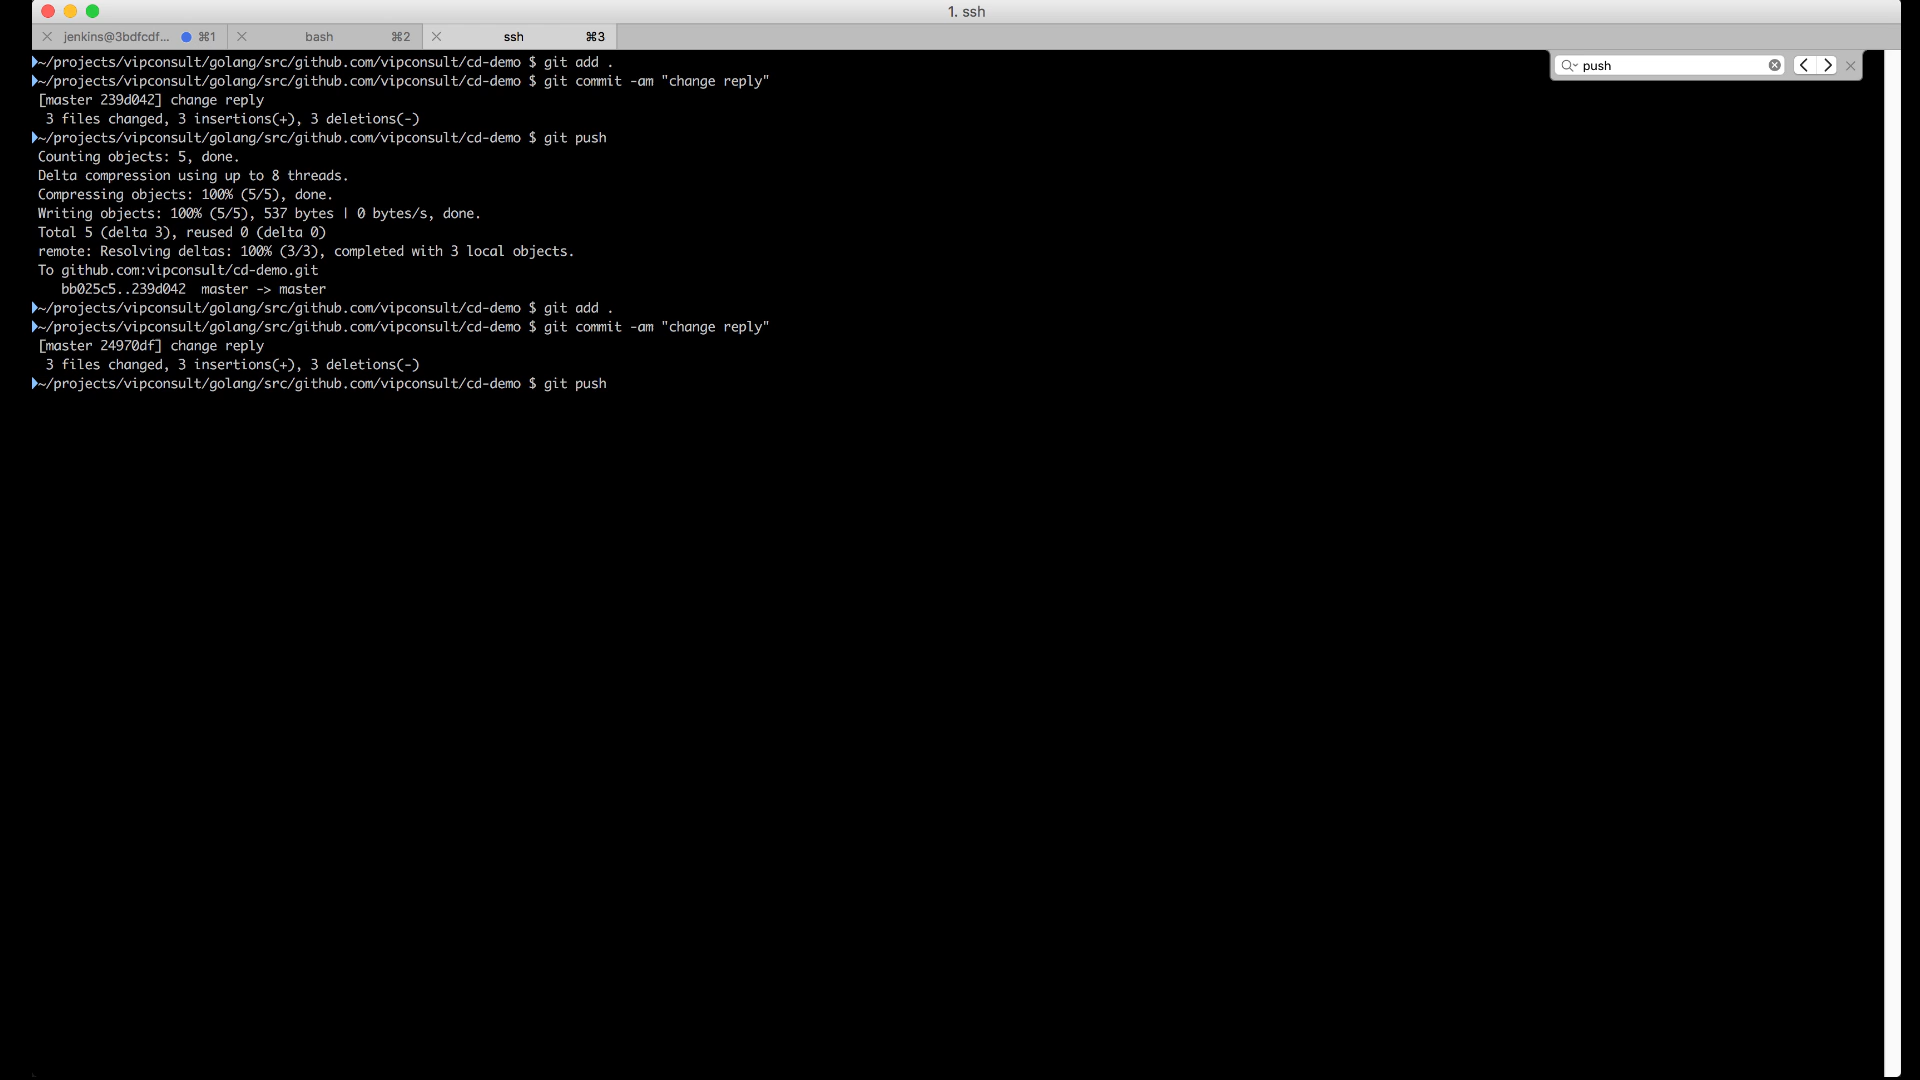 1. ssh
jenkins@3bdfcdf... ⌘1
bash ⌘2
ssh ⌘3
push
~/projects/vipconsult/golang/src/github.com/vipconsult/cd-demo $ git add .
~/projects/vipconsult/golang/src/github.com/vipconsult/cd-demo $ git commit -am "change reply"
[master 239d042] change reply
3 files changed, 3 insertions(+), 3 deletions(-)
~/projects/vipconsult/golang/src/github.com/vipconsult/cd-demo $ git push
Counting objects: 5, done.
Delta compression using up to 8 threads.
Compressing objects: 100% (5/5), done.
Writing objects: 100% (5/5), 537 bytes | 0 bytes/s, done.
Total 5 (delta 3), reused 0 (delta 0)
remote: Resolving deltas: 100% (3/3), completed with 3 local objects.
To github.com:vipconsult/cd-demo.git
bb025c5..239d042  master -> master
~/projects/vipconsult/golang/src/github.com/vipconsult/cd-demo $ git add .
~/projects/vipconsult/golang/src/github.com/vipconsult/cd-demo $ git commit -am "change reply"
[master 24970df] change reply
3 files changed, 3 insertions(+), 3 deletions(-)
~/projects/vipconsult/golang/src/github.com/vipconsult/cd-demo $ git push